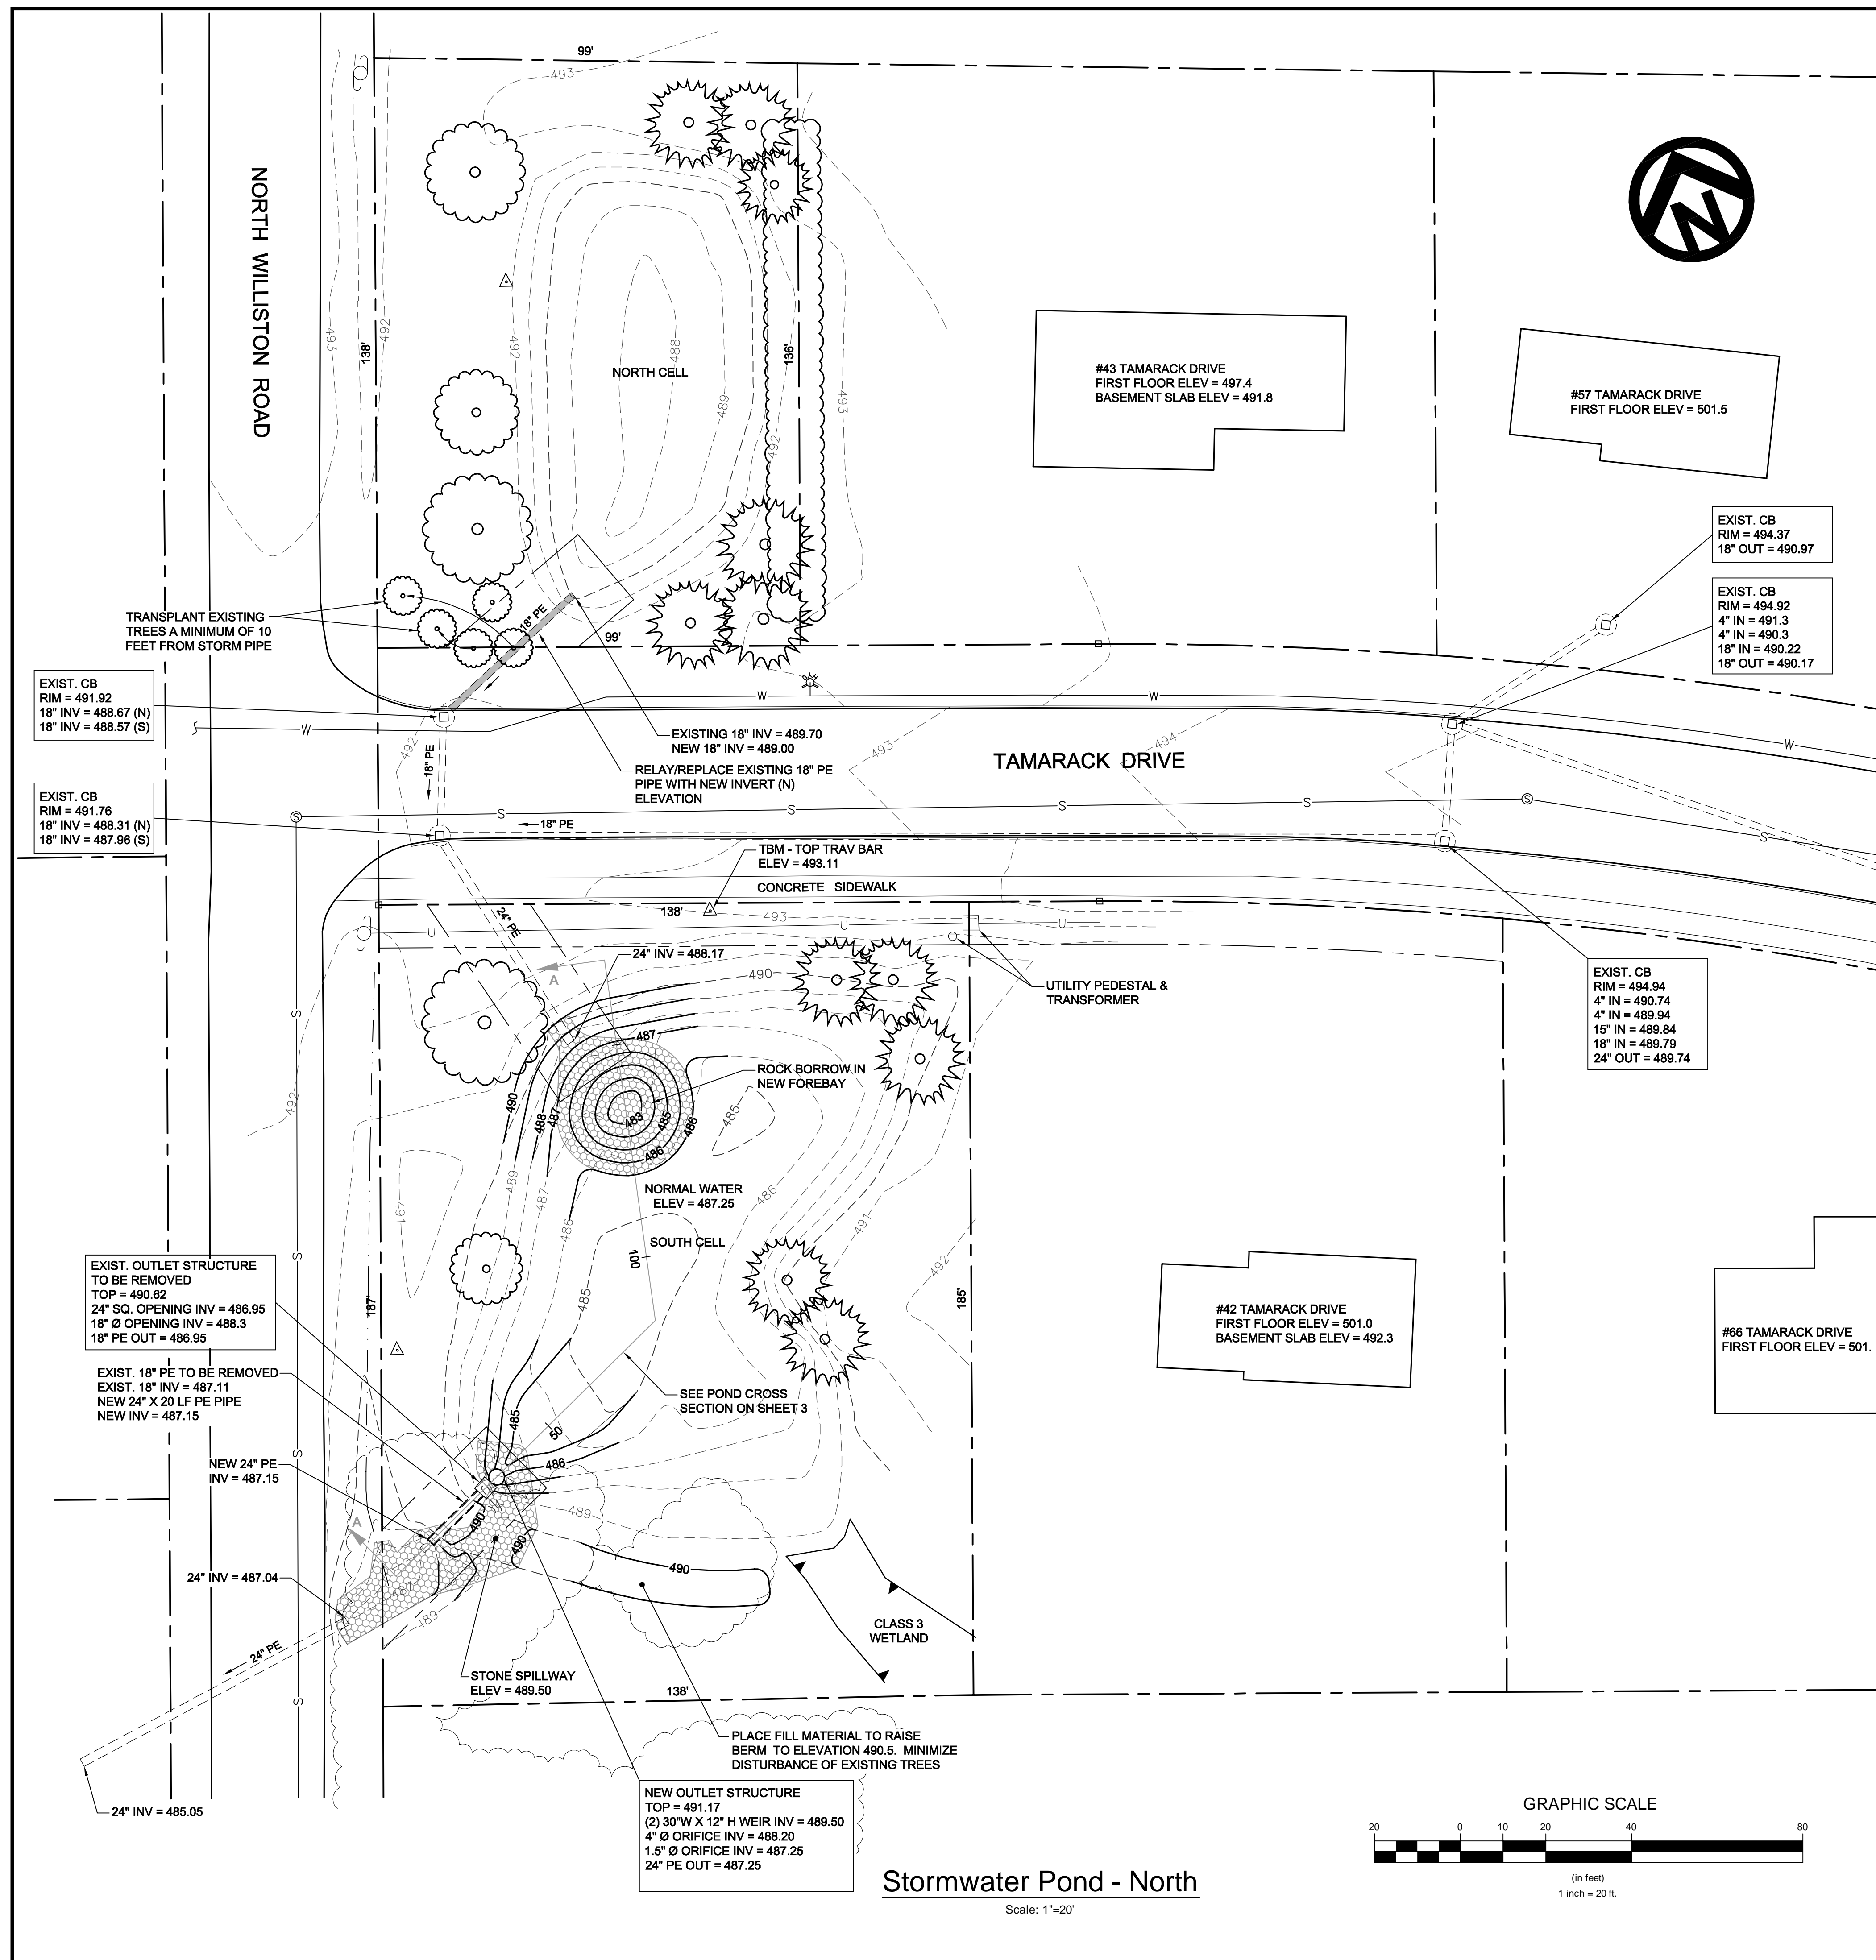 99'
493
NORTH WILLISTON ROAD
N
493
138'
492
492
NORTH CELL
488
489
136'
492
493
#43 TAMARACK DRIVE
FIRST FLOOR ELEV = 497.4
BASEMENT SLAB ELEV = 491.8
#57 TAMARACK DRIVE
FIRST FLOOR ELEV = 501.5
EXIST. CB
RIM = 494.37
18" OUT = 490.97
EXIST. CB
RIM = 494.92
4" IN = 491.3
4" IN = 490.3
18" IN = 490.22
18" OUT = 490.17
TRANSPLANT EXISTING
TREES A MINIMUM OF 10
FEET FROM STORM PIPE
18" PE
99'
EXIST. CB
RIM = 491.92
18" INV = 488.67 (N)
18" INV = 488.57 (S)
W
W
W
W
EXISTING 18" INV = 489.70
NEW 18" INV = 489.00
RELAY/REPLACE EXISTING 18" PE
PIPE WITH NEW INVERT (N)
ELEVATION
492
18" PE
493
494
TAMARACK DRIVE
EXIST. CB
RIM = 491.76
18" INV = 488.31 (N)
18" INV = 487.96 (S)
S
S
S
S
S
S
S
18" PE
TBM - TOP TRAV BAR
ELEV = 493.11
CONCRETE SIDEWALK
138'
493
24" PE
U
U
U
24" INV = 488.17
A
490
UTILITY PEDESTAL &
TRANSFORMER
EXIST. CB
RIM = 494.94
4" IN = 490.74
4" IN = 489.94
15" IN = 489.84
18" IN = 489.79
24" OUT = 489.74
S
487
ROCK BORROW IN
NEW FOREBAY
492
490
488
487
483
485
486
486
485
489
487
486
491
NORMAL WATER
ELEV = 487.25
486
491
492
SOUTH CELL
100
485
187'
185'
S
EXIST. OUTLET STRUCTURE
TO BE REMOVED
TOP = 490.62
24" SQ. OPENING INV = 486.95
18" Ø OPENING INV = 488.3
18" PE OUT = 486.95
#42 TAMARACK DRIVE
FIRST FLOOR ELEV = 501.0
BASEMENT SLAB ELEV = 492.3
#66 TAMARACK DRIVE
FIRST FLOOR ELEV = 501.
EXIST. 18" PE TO BE REMOVED
EXIST. 18" INV = 487.11
NEW 24" X 20 LF PE PIPE
NEW INV = 487.15
SEE POND CROSS
SECTION ON SHEET 3
485
50
486
S
NEW 24" PE
INV = 487.15
489
490
490
A
490
24" INV = 487.04
487
489
CLASS 3
WETLAND
24" PE
S
STONE SPILLWAY
ELEV = 489.50
138'
PLACE FILL MATERIAL TO RAISE
BERM TO ELEVATION 490.5. MINIMIZE
DISTURBANCE OF EXISTING TREES
24" INV = 485.05
NEW OUTLET STRUCTURE
TOP = 491.17
(2) 30"W X 12" H WEIR INV = 489.50
4" Ø ORIFICE INV = 488.20
1.5" Ø ORIFICE INV = 487.25
24" PE OUT = 487.25
GRAPHIC SCALE
20 0 10 20 40 80
(in feet)
1 inch = 20 ft.
Stormwater Pond - North
Scale: 1"=20'